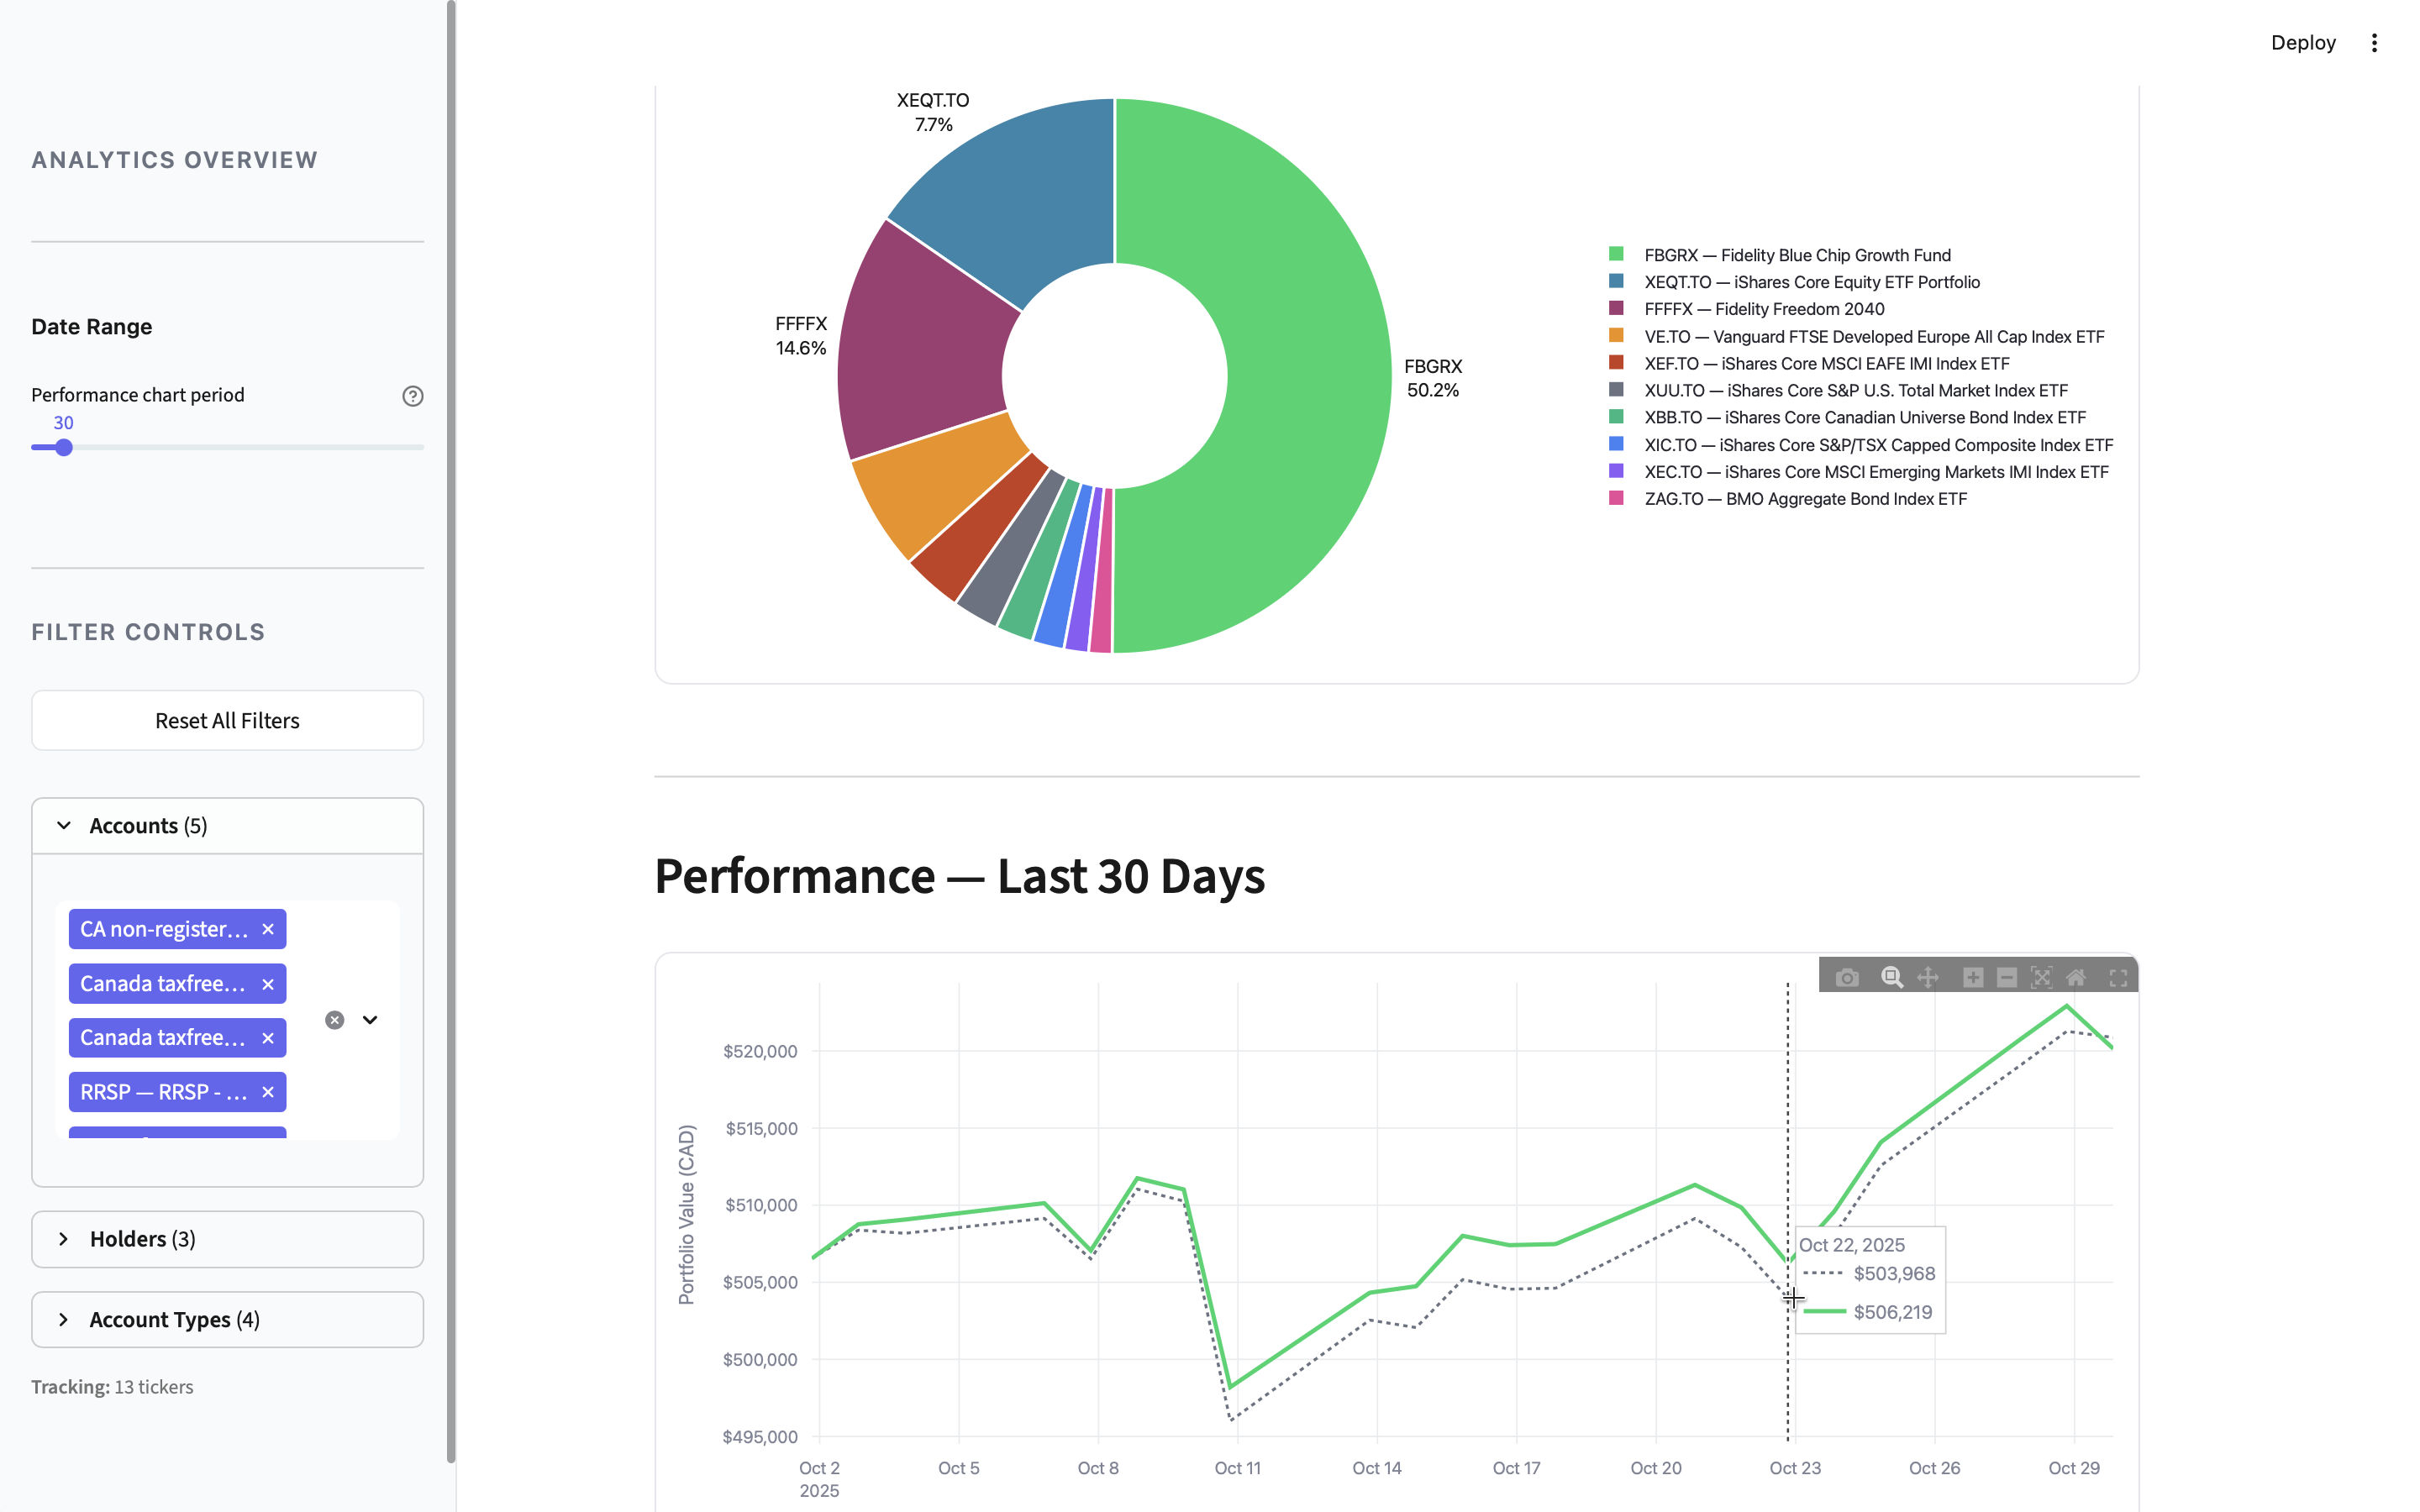 Deploy
ANALYTICS OVERVIEW
Date Range
Performance chart period
30
FILTER CONTROLS
Reset All Filters
Accounts (5)
CA non-register...
Canada taxfree...
Canada taxfree...
RRSP — RRSP - ...
Holders (3)
Account Types (4)
Tracking: 13 tickers
XEQT.TO
7.7%
FFFFX
14.6%
FBGRX
50.2%
FBGRX — Fidelity Blue Chip Growth Fund
XEQT.TO — iShares Core Equity ETF Portfolio
FFFFX — Fidelity Freedom 2040
VE.TO — Vanguard FTSE Developed Europe All Cap Index ETF
XEF.TO — iShares Core MSCI EAFE IMI Index ETF
XUU.TO — iShares Core S&P U.S. Total Market Index ETF
XBB.TO — iShares Core Canadian Universe Bond Index ETF
XIC.TO — iShares Core S&P/TSX Capped Composite Index ETF
XEC.TO — iShares Core MSCI Emerging Markets IMI Index ETF
ZAG.TO — BMO Aggregate Bond Index ETF
Performance — Last 30 Days
Portfolio Value (CAD)
$520,000
$515,000
$510,000
$505,000
$500,000
$495,000
Oct 22, 2025
$503,968
$506,219
Oct 2
2025
Oct 5
Oct 8
Oct 11
Oct 14
Oct 17
Oct 20
Oct 23
Oct 26
Oct 29